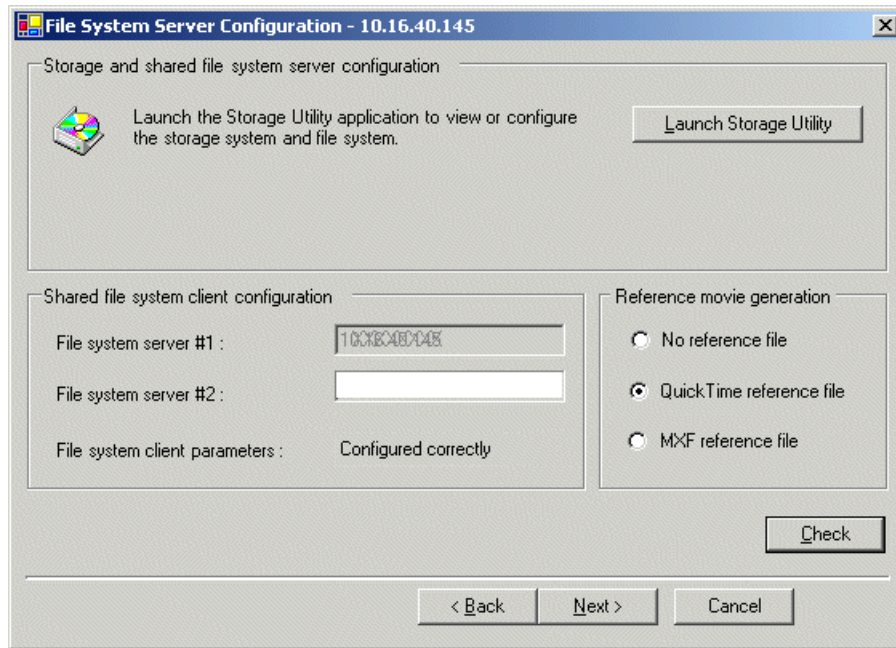 File System Server Configuration - 10.16.40.145
Storage and shared file system server configuration
Launch the Storage Utility application to view or configure
the storage system and file system.
Launch Storage Utility
Shared file system client configuration
File system server #1 :
File system server #2 :
File system client parameters :
Configured correctly
Reference movie generation
No reference file
QuickTime reference file
MXF reference file
Check
< Back
Next >
Cancel